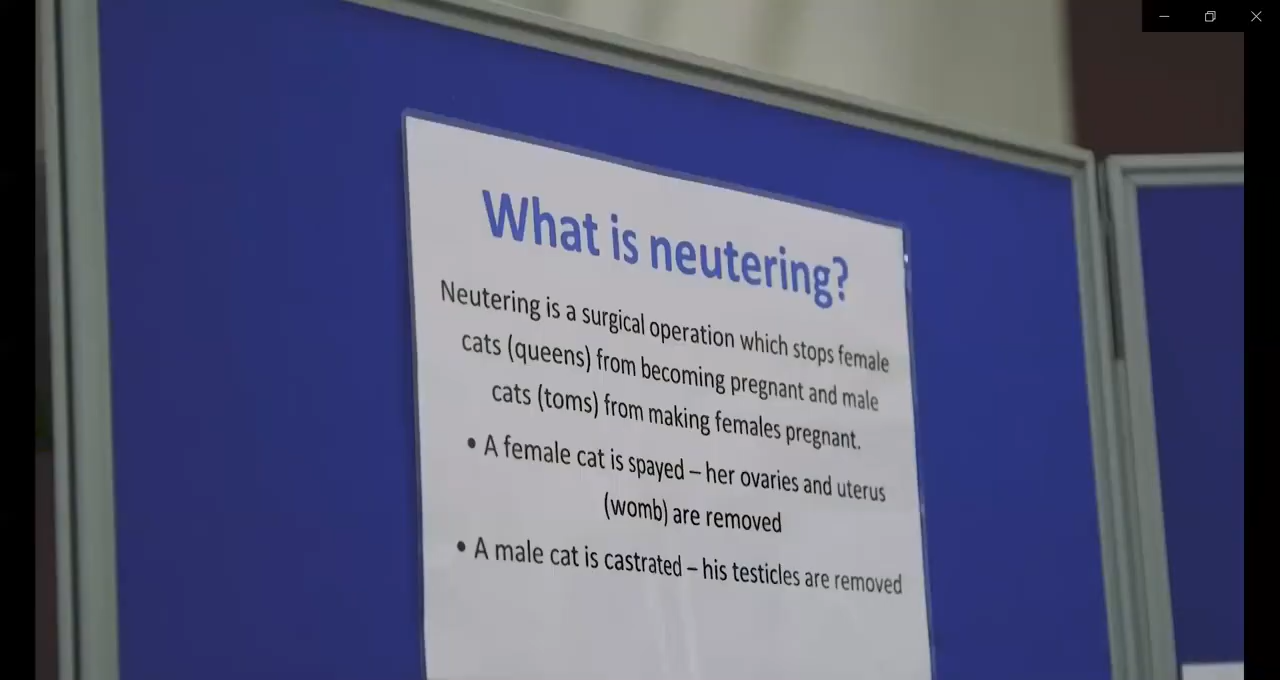 What is neutering?
Neutering is a surgical operation which stops female
cats (queens) from becoming pregnant and male
cats (toms) from making females pregnant.
• A female cat is spayed – her ovaries and uterus
(womb) are removed
• A male cat is castrated – his testicles are removed